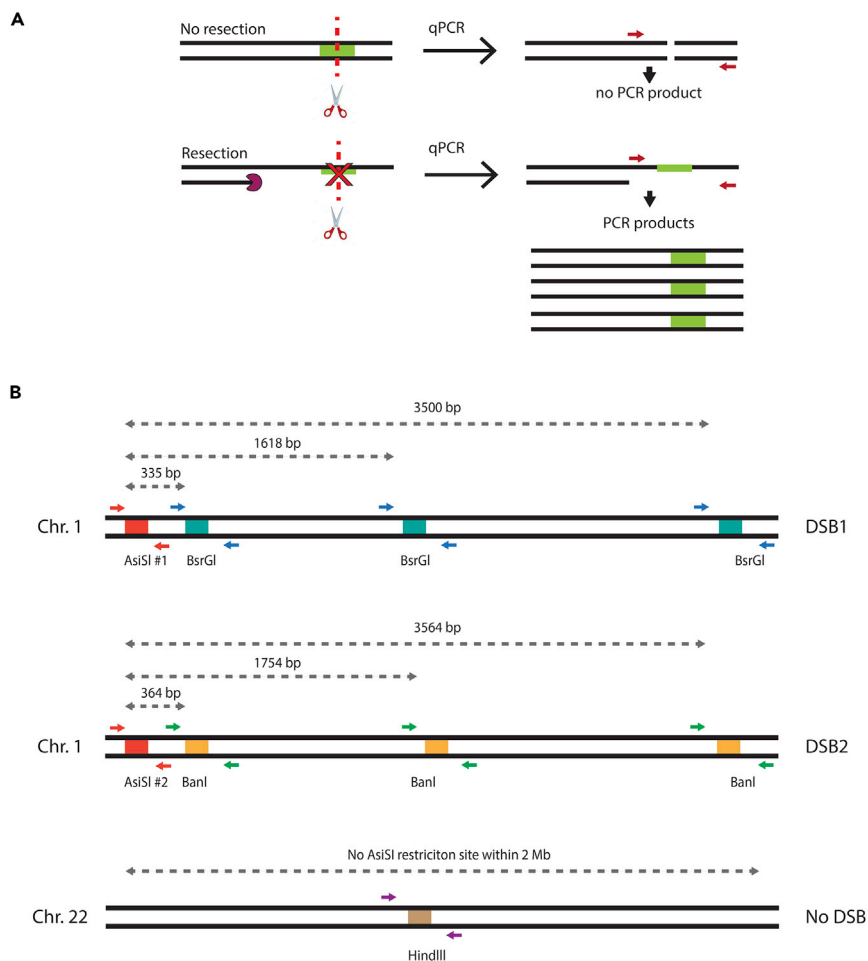 A
No resection
qPCR
no PCR product
Resection
qPCR
PCR products
B
3500 bp
1618 bp
335 bp
Chr. 1
DSB1
AsiSI #1
BsrGI
BsrGI
BsrGI
3564 bp
1754 bp
364 bp
Chr. 1
DSB2
AsiSI #2
BanI
BanI
BanI
No AsiSI restriciton site within 2 Mb
Chr. 22
No DSB
HindIII